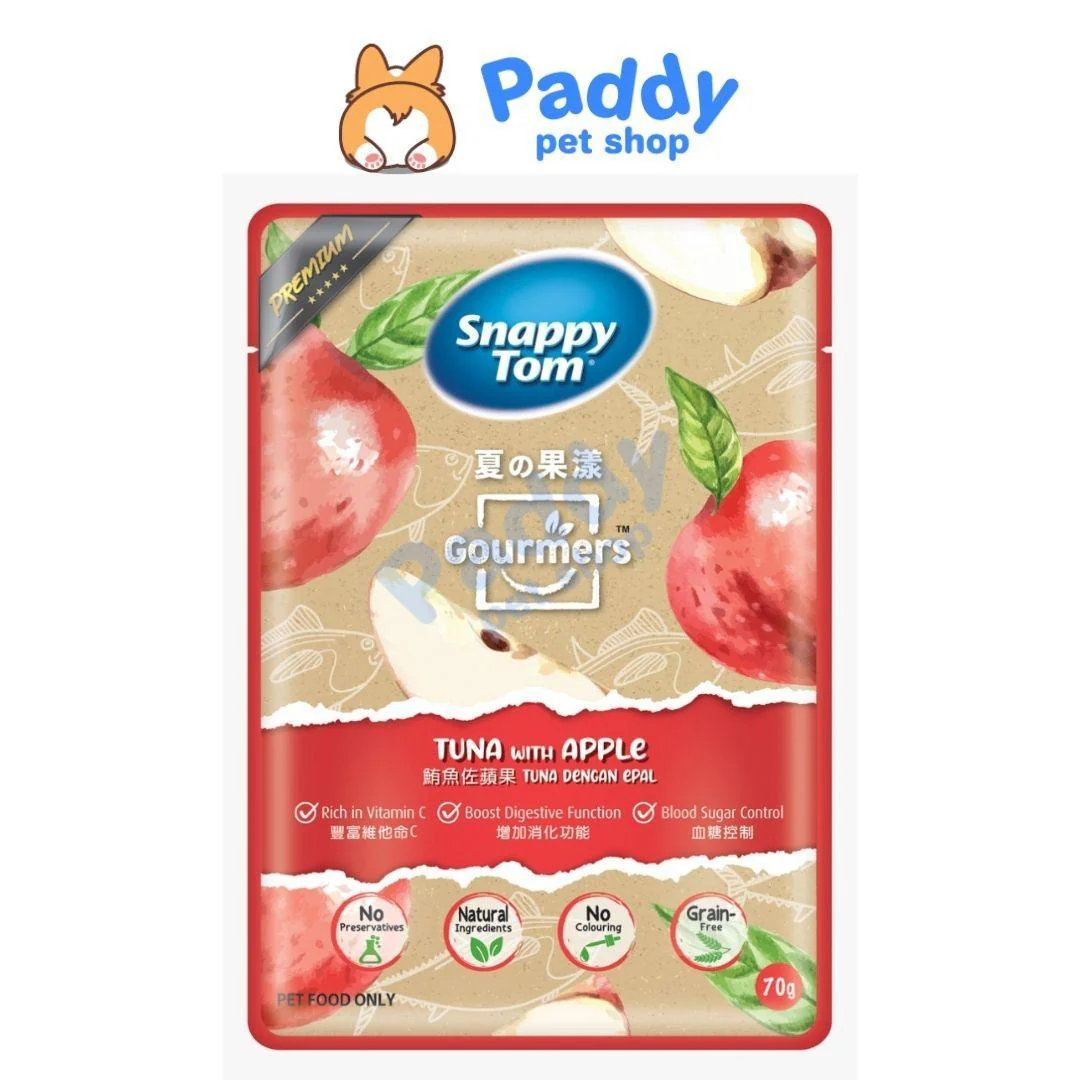 Paddy
pet shop
PREMIUM
Snappy
Tom®
夏の果漾
Gourmers™
TUNA WITH APPLE
鮪魚佐蘋果 TUNA DENGAN EPAL
Rich in Vitamin C
豐富維他命C
Boost Digestive Function
增加消化功能
Blood Sugar Control
血糖控制
No
Preservatives
Natural
Ingredients
No
Colouring
Grain-
Free
PET FOOD ONLY
70g
Paddy